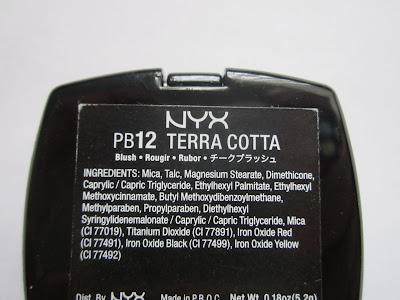 NYX
PB12 TERRA COTTA
Blush • Rougir • Rubor • チークブラッシュ
INGREDIENTS: Mica, Talc, Magnesium Stearate, Dimethicone,
Caprylic / Capric Triglyceride, Ethylhexyl Palmitate, Ethylhexyl
Methoxycinnamate, Butyl Methoxydibenzoylmethane,
Methylparaben, Propylparaben, Diethylhexyl
Syringylidenemalonate / Caprylic / Capric Triglyceride, Mica
(CI 77019), Titanium Dioxide (CI 77891), Iron Oxide Red
(CI 77491), Iron Oxide Black (CI 77499), Iron Oxide Yellow
(CI 77492)
Dist. By NYX Made in P.R.O.C. Net Wt. 0.18oz(5.2g)